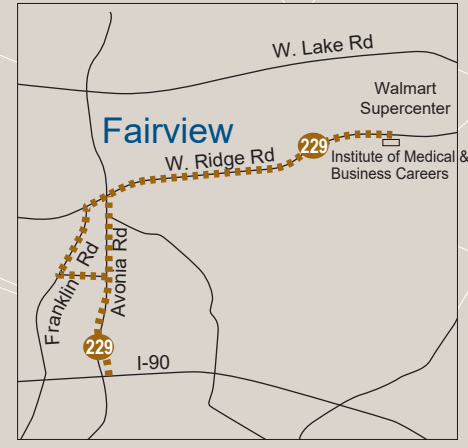 W. Lake Rd
Walmart
Supercenter
Fairview
229
W. Ridge Rd
Institute of Medical &
Business Careers
Franklin Rd
Avonia Rd
229
I-90